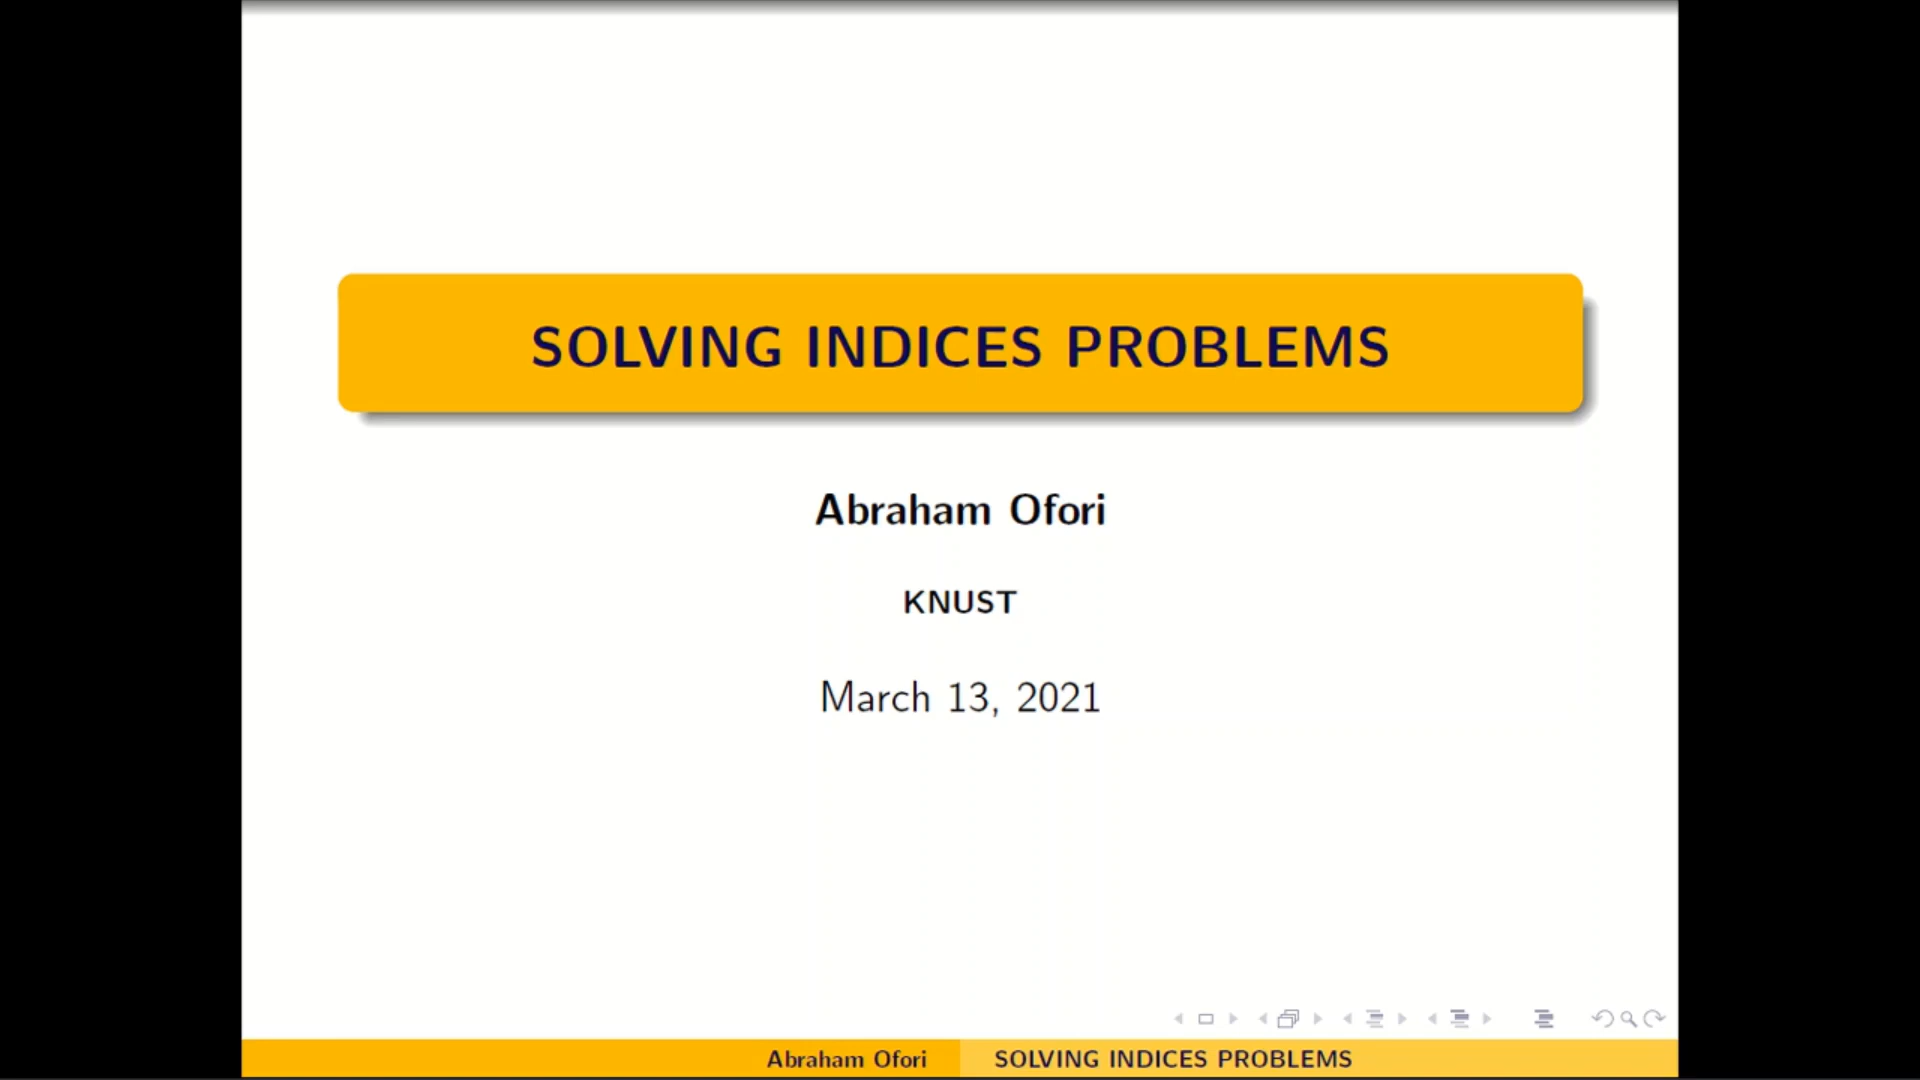 SOLVING INDICES PROBLEMS
Abraham Ofori
KNUST
March 13, 2021
Abraham Ofori SOLVING INDICES PROBLEMS